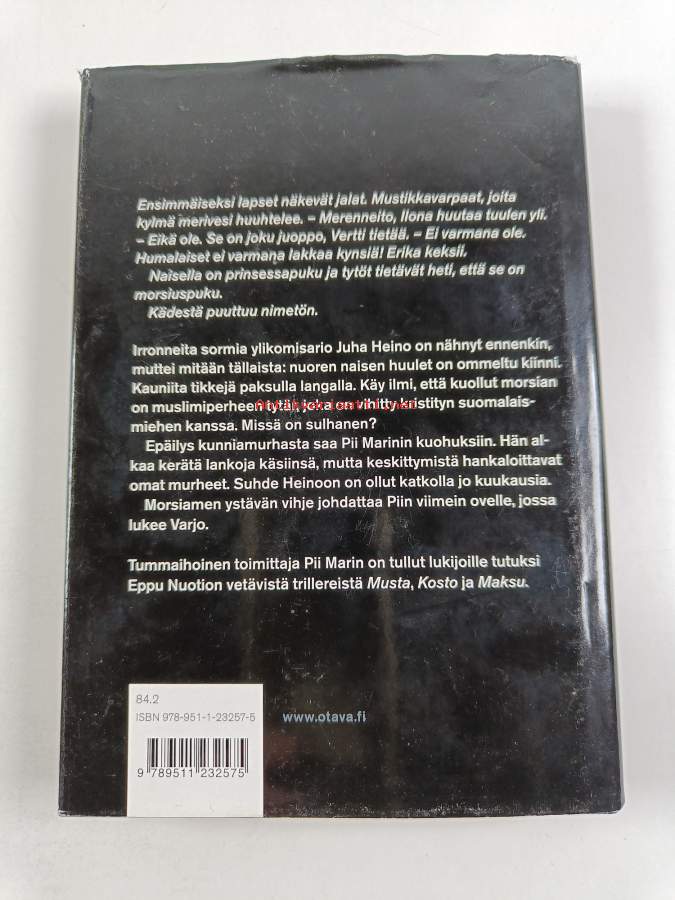 Ensimmäiseksi lapset näkevät jalat. Mustikkavarpaat, joita
kylmä merivesi huuhtelee. – Merenneito, Ilona huutaa tuulen yli.
– Eikä ole. Se on joku juoppo, Vertti tietää. – Ei varmana ole.
Humalaiset ei varmana lakkaa kynsiä! Erika keksii.
Naisella on prinsessapuku ja tytöt tietävät heti, että se on
morsiuspuku.
Kädestä puuttuu nimetön.
Irronneita sormia ylikomisario Juha Heino on nähnyt ennenkin,
muttei mitään tällaista: nuoren naisen huulet on ommeltu kiinni.
Kauniita tikkejä paksulla langalla. Käy ilmi, että kuollut morsian
on muslimiperheen tytär, joka on vihitty kristityn suomalais-
miehen kanssa. Missä on sulhanen?
Epäilys kunniamurhasta saa Pii Marinin kuohuksiin. Hän al-
kaa kerätä lankoja käsiinsä, mutta keskittymistä hankaloittavat
omat murheet. Suhde Heinoon on ollut katkolla jo kuukausia.
Morsiamen ystävän vihje johdattaa Piin viimein ovelle, jossa
lukee Varjo.
Tummaihoinen toimittaja Pii Marin on tullut lukijoille tutuksi
Eppu Nuotion vetävistä trillereistä Musta, Kosto ja Maksu.
84.2
ISBN 978-951-1-23257-5
www.otava.fi
9 789511 232575